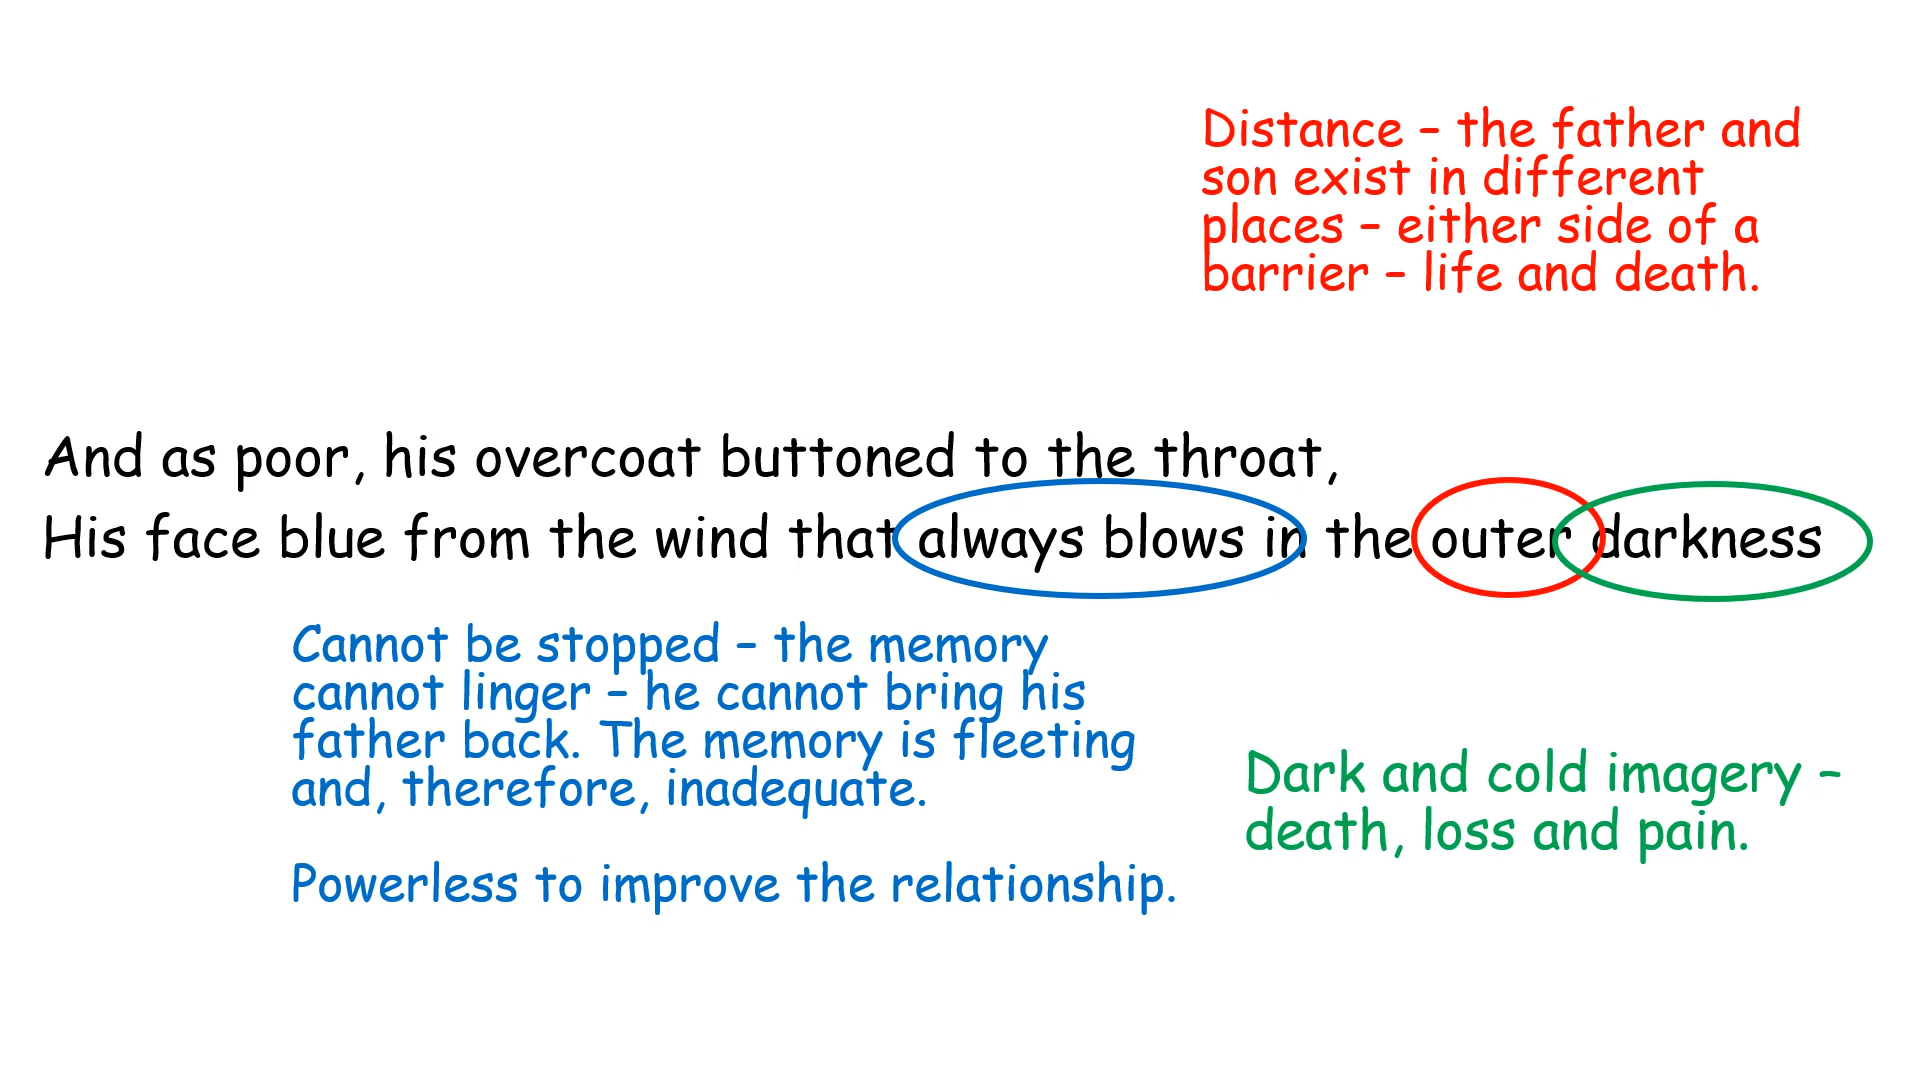 Distance – the father and
son exist in different
places – either side of a
barrier – life and death.
And as poor, his overcoat buttoned to the throat,
His face blue from the wind that always blows in the outer darkness
Cannot be stopped – the memory
cannot linger – he cannot bring his
father back. The memory is fleeting
and, therefore, inadequate.
Powerless to improve the relationship.
Dark and cold imagery –
death, loss and pain.